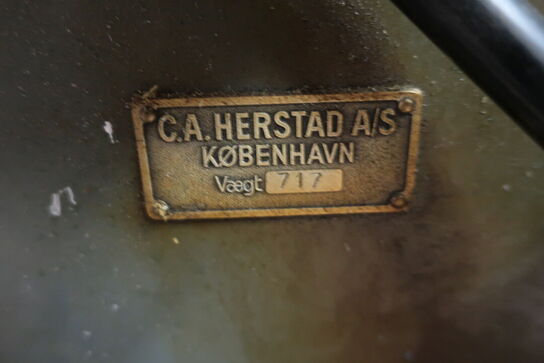 C.A. HERSTAD A/S
KØBENHAVN
Vægt 717